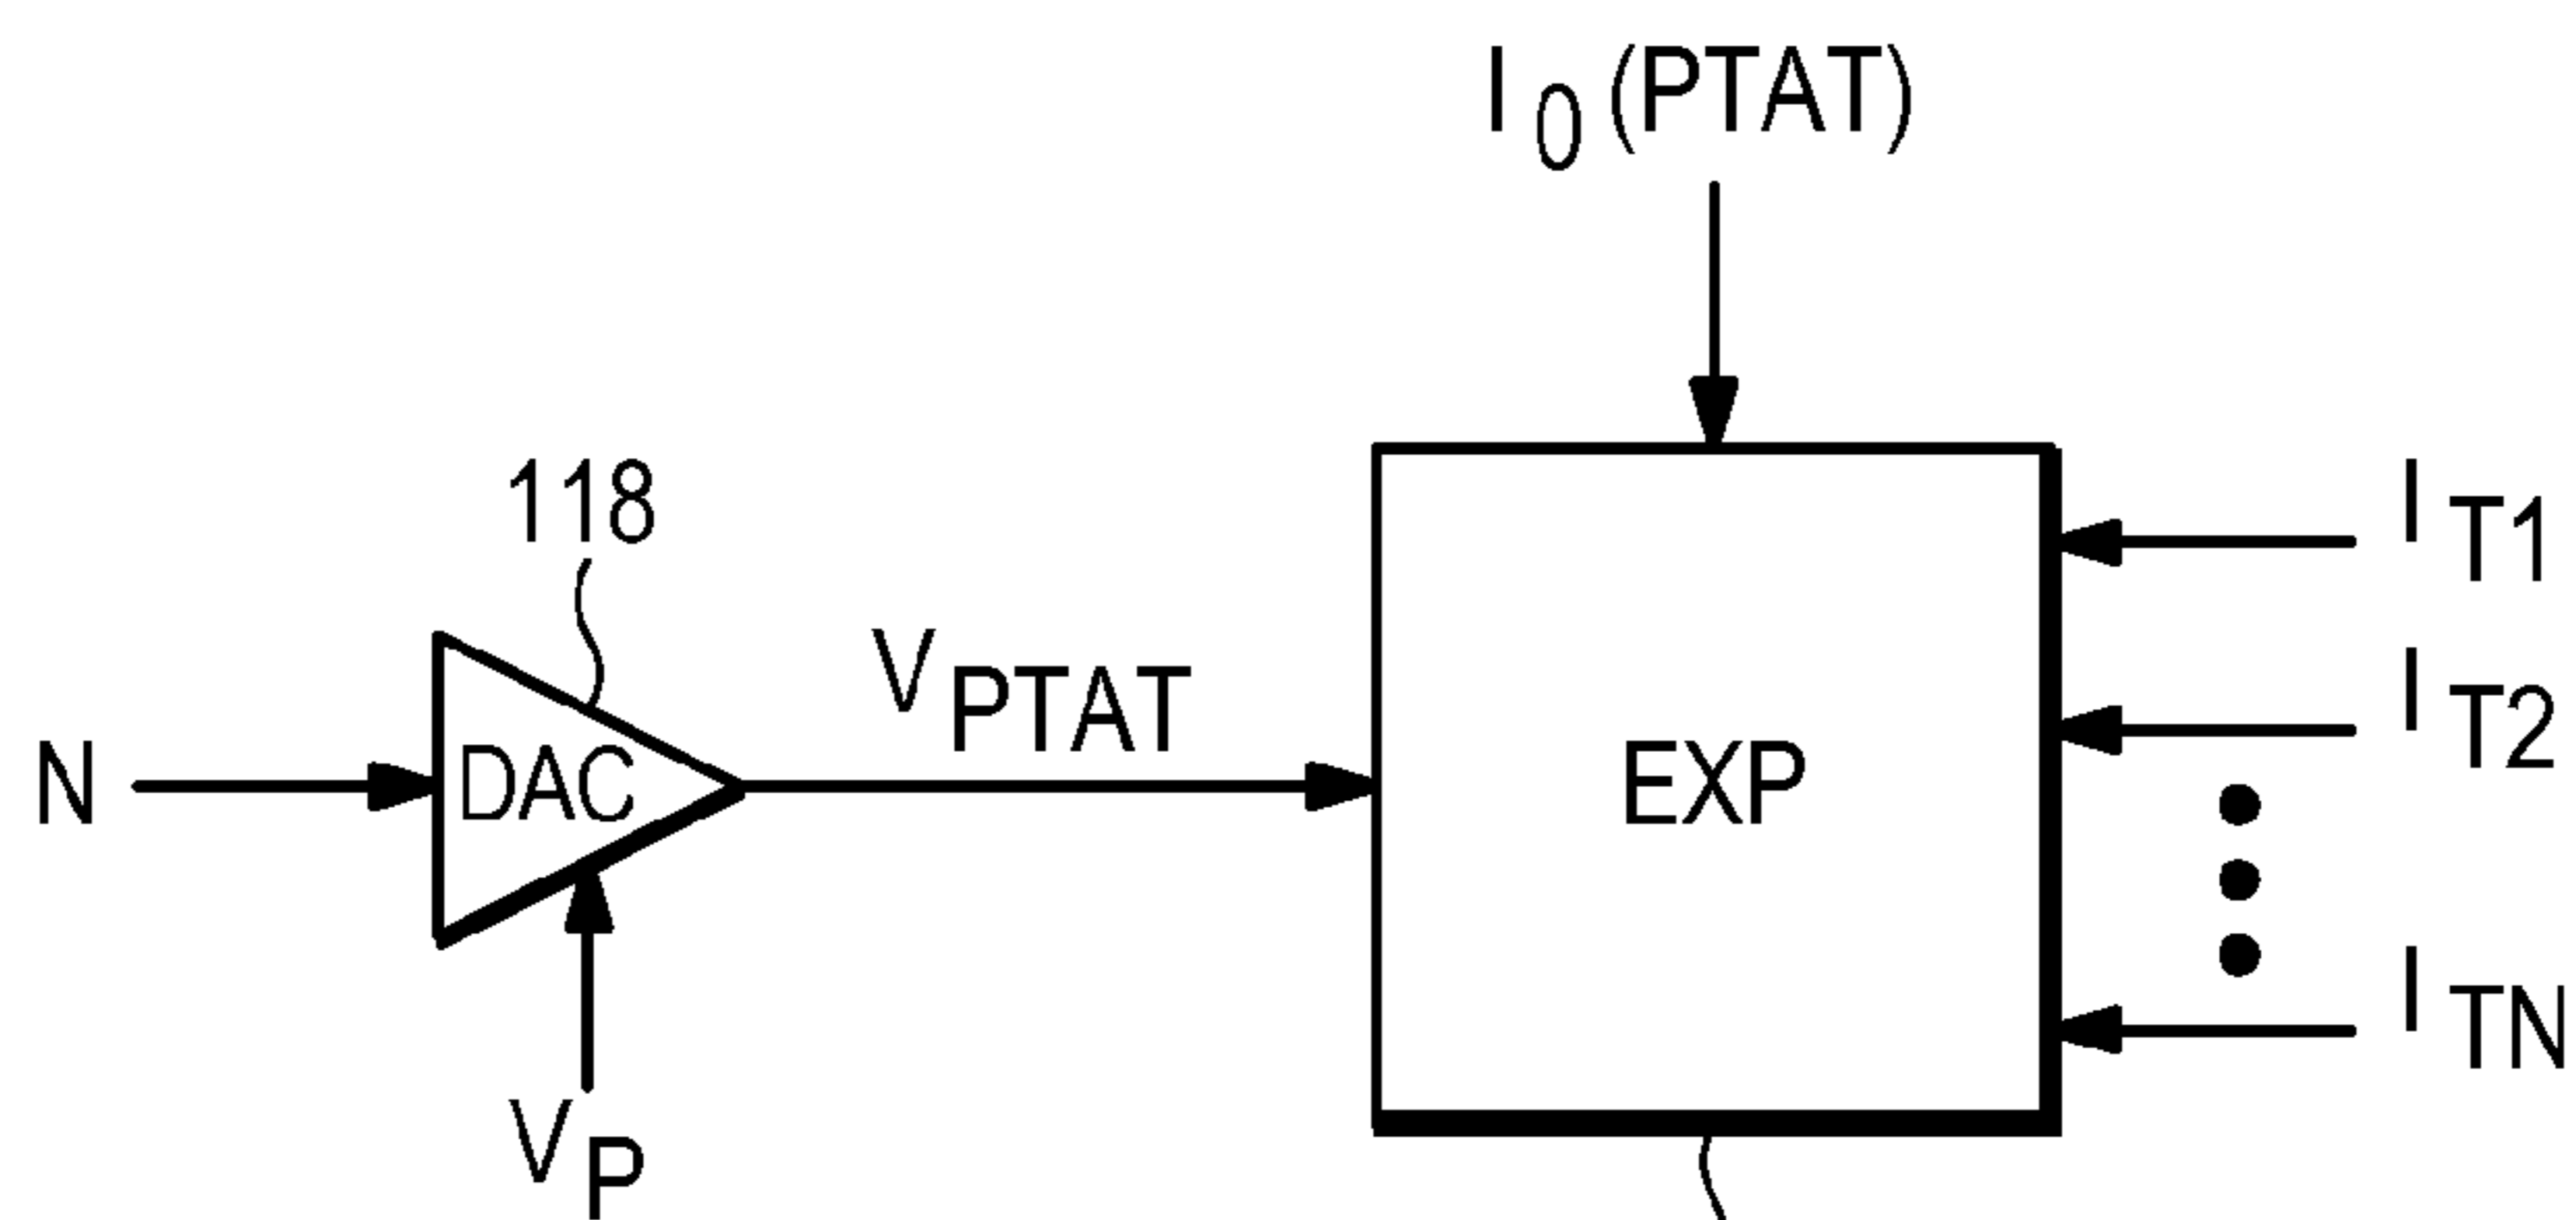 I0 (PTAT)
118
IT1
VPTAT
IT2
N
DAC
EXP
ITN
VP